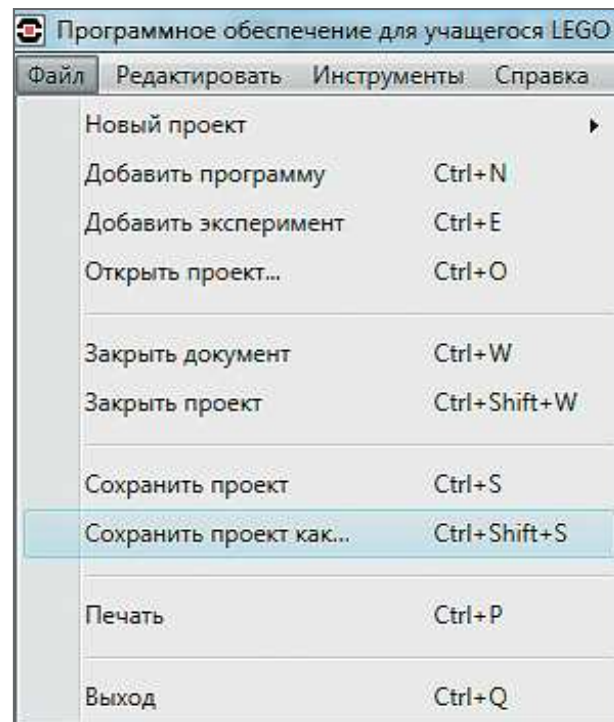 Программное обеспечение для учащегося LEGO
Файл Редактировать Инструменты Справка
Новый проект
Добавить программу Ctrl+N
Добавить эксперимент Ctrl+E
Открыть проект... Ctrl+O
Закрыть документ Ctrl+W
Закрыть проект Ctrl+Shift+W
Сохранить проект Ctrl+S
Сохранить проект как... Ctrl+Shift+S
Печать Ctrl+P
Выход Ctrl+Q